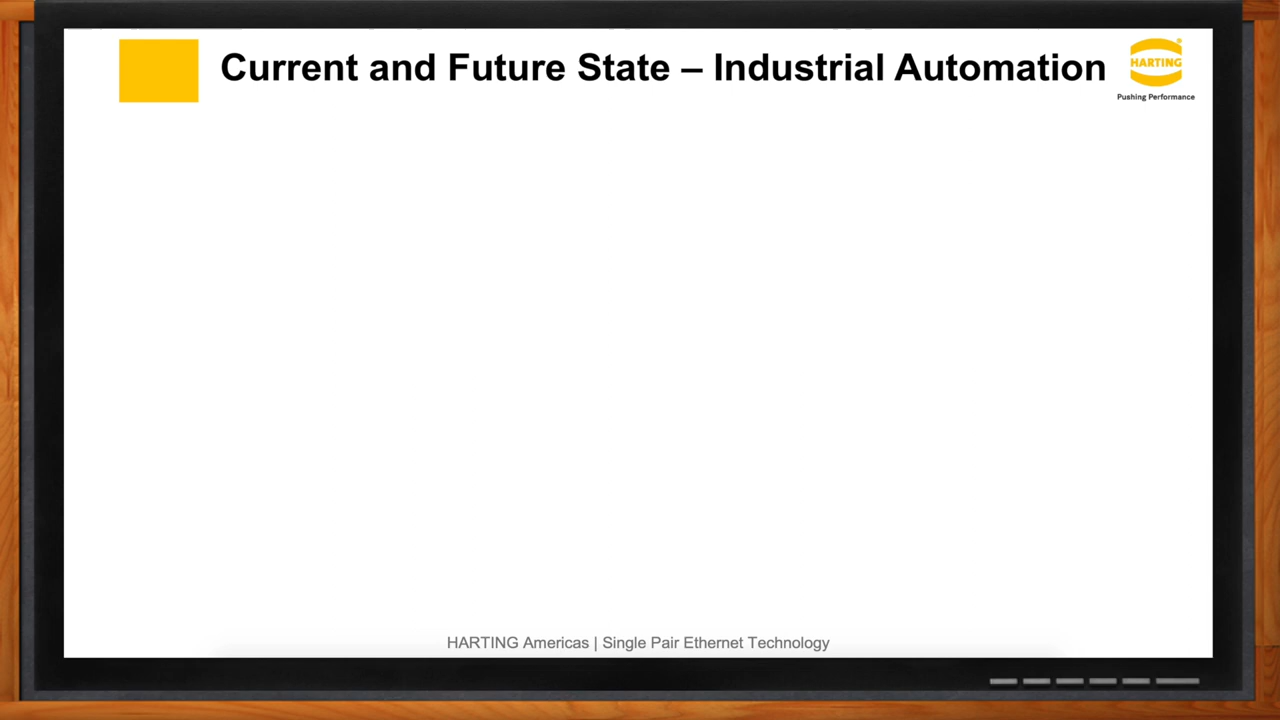 Current and Future State – Industrial Automation
HARTING
Pushing Performance
HARTING Americas | Single Pair Ethernet Technology